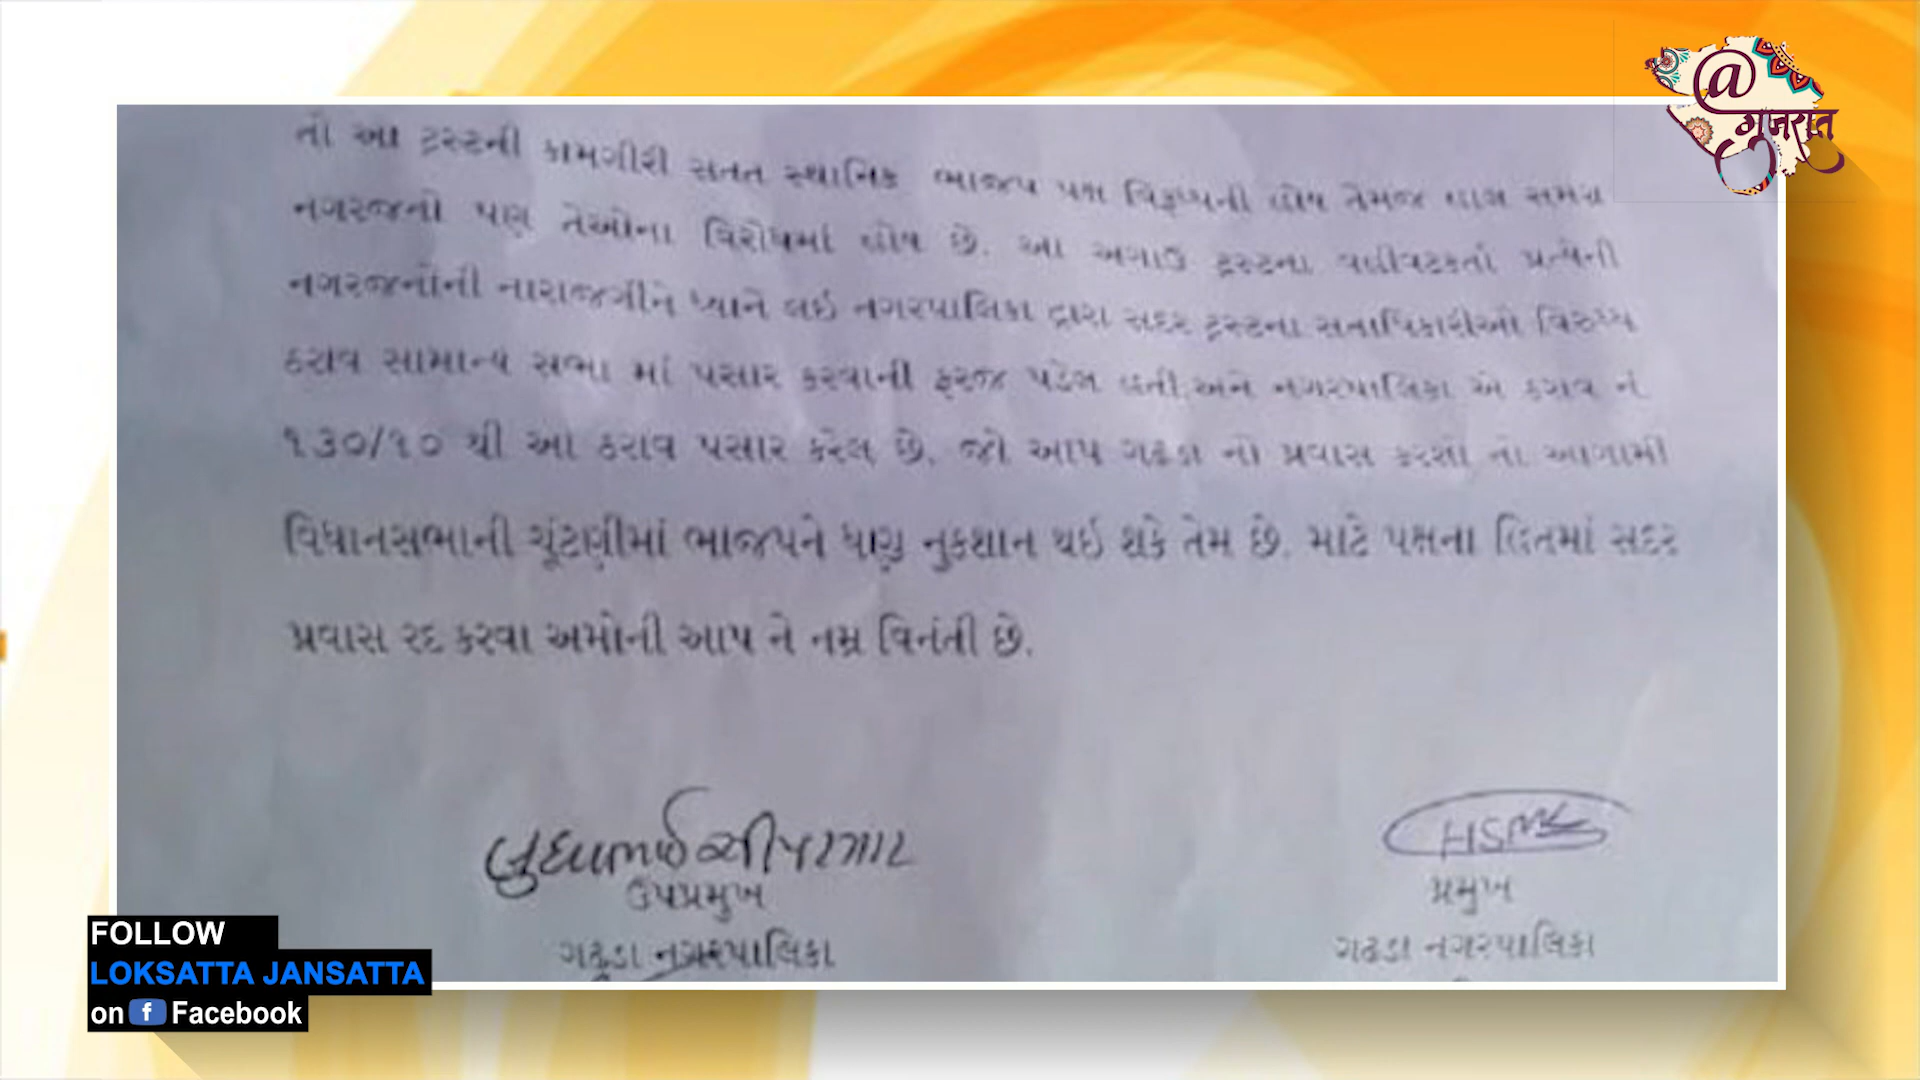 @
ગુજરાત
તો આ ટ્રસ્ટની કામગીરી સતત સ્થાનિક ભાજપ પક્ષ વિરૂધ્ધની હોય તેમજ સમગ્ર
નગરજનો પણ તેઓના વિરોધમાં હોય છે. આ અગાઉ ટ્રસ્ટના વહીવટકર્તા પ્રત્યેની
નગરજનોની નારાજગીને ધ્યાને લઇ નગરપાલિકા દ્વારા સદર ટ્રસ્ટના સતાધિકારીઓ વિરુધ્ધ
ઠરાવ સામાન્ય સભા માં પસાર કરવાની ફરજ પડેલ હતી.અને નગરપાલિકા એ ઠરાવ નં
૧૩૦/૧૦ થી આ ઠરાવ પસાર કરેલ છે. જો આપ ગઢડા નો પ્રવાસ કરશો તો આગામી
વિધાનસભાની ચૂંટણીમાં ભાજપને ઘણુ નુકશાન થઇ શકે તેમ છે. માટે પક્ષના હિતમાં સદર
પ્રવાસ રદ કરવા અમોની આપ ને નમ્ર વિનંતી છે.
ઉપપ્રમુખ
ગઢડા નગરપાલિકા
પ્રમુખ
ગઢડા નગરપાલિકા
FOLLOW
LOKSATTA JANSATTA
on f Facebook